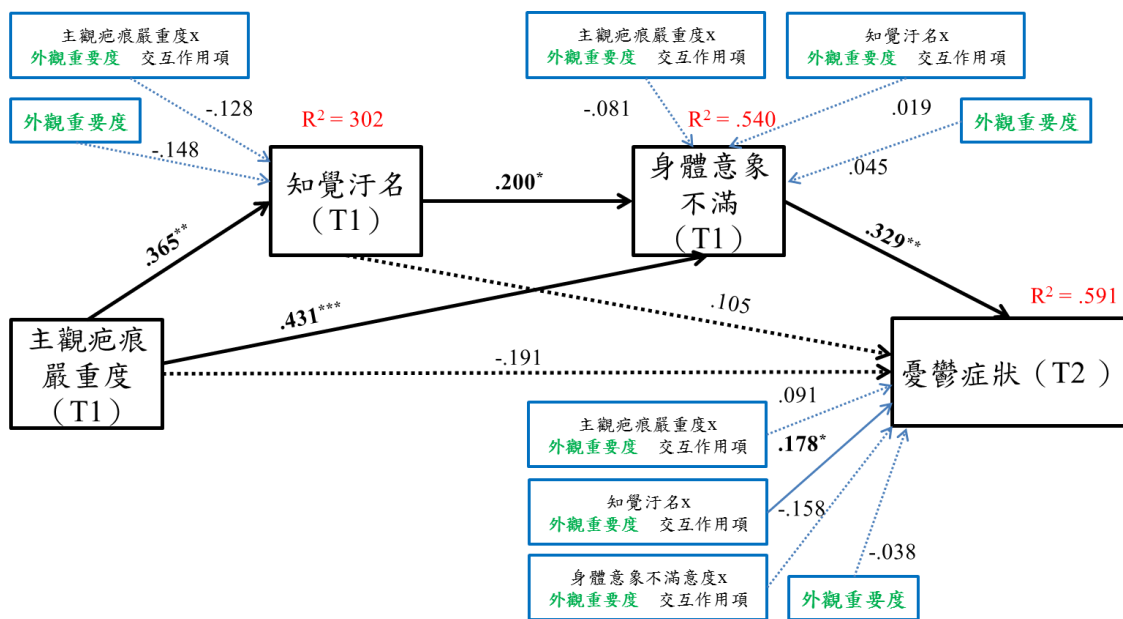 主觀疤痕嚴重度x
外觀重要度 交互作用項
主觀疤痕嚴重度x
外觀重要度 交互作用項
知覺汙名x
外觀重要度 交互作用項
-.128
-.081
.019
外觀重要度
R² = 302
R² = .540
外觀重要度
-.148
.045
知覺汙名
（T1）
.200*
身體意象
不滿
（T1）
.365**
.329**
.431***
.105
R² = .591
主觀疤痕
嚴重度
（T1）
-.191
憂鬱症狀（T2 ）
.091
主觀疤痕嚴重度x
外觀重要度 交互作用項
.178*
知覺汙名x
外觀重要度 交互作用項
-.158
-.038
身體意象不滿意度x
外觀重要度 交互作用項
外觀重要度